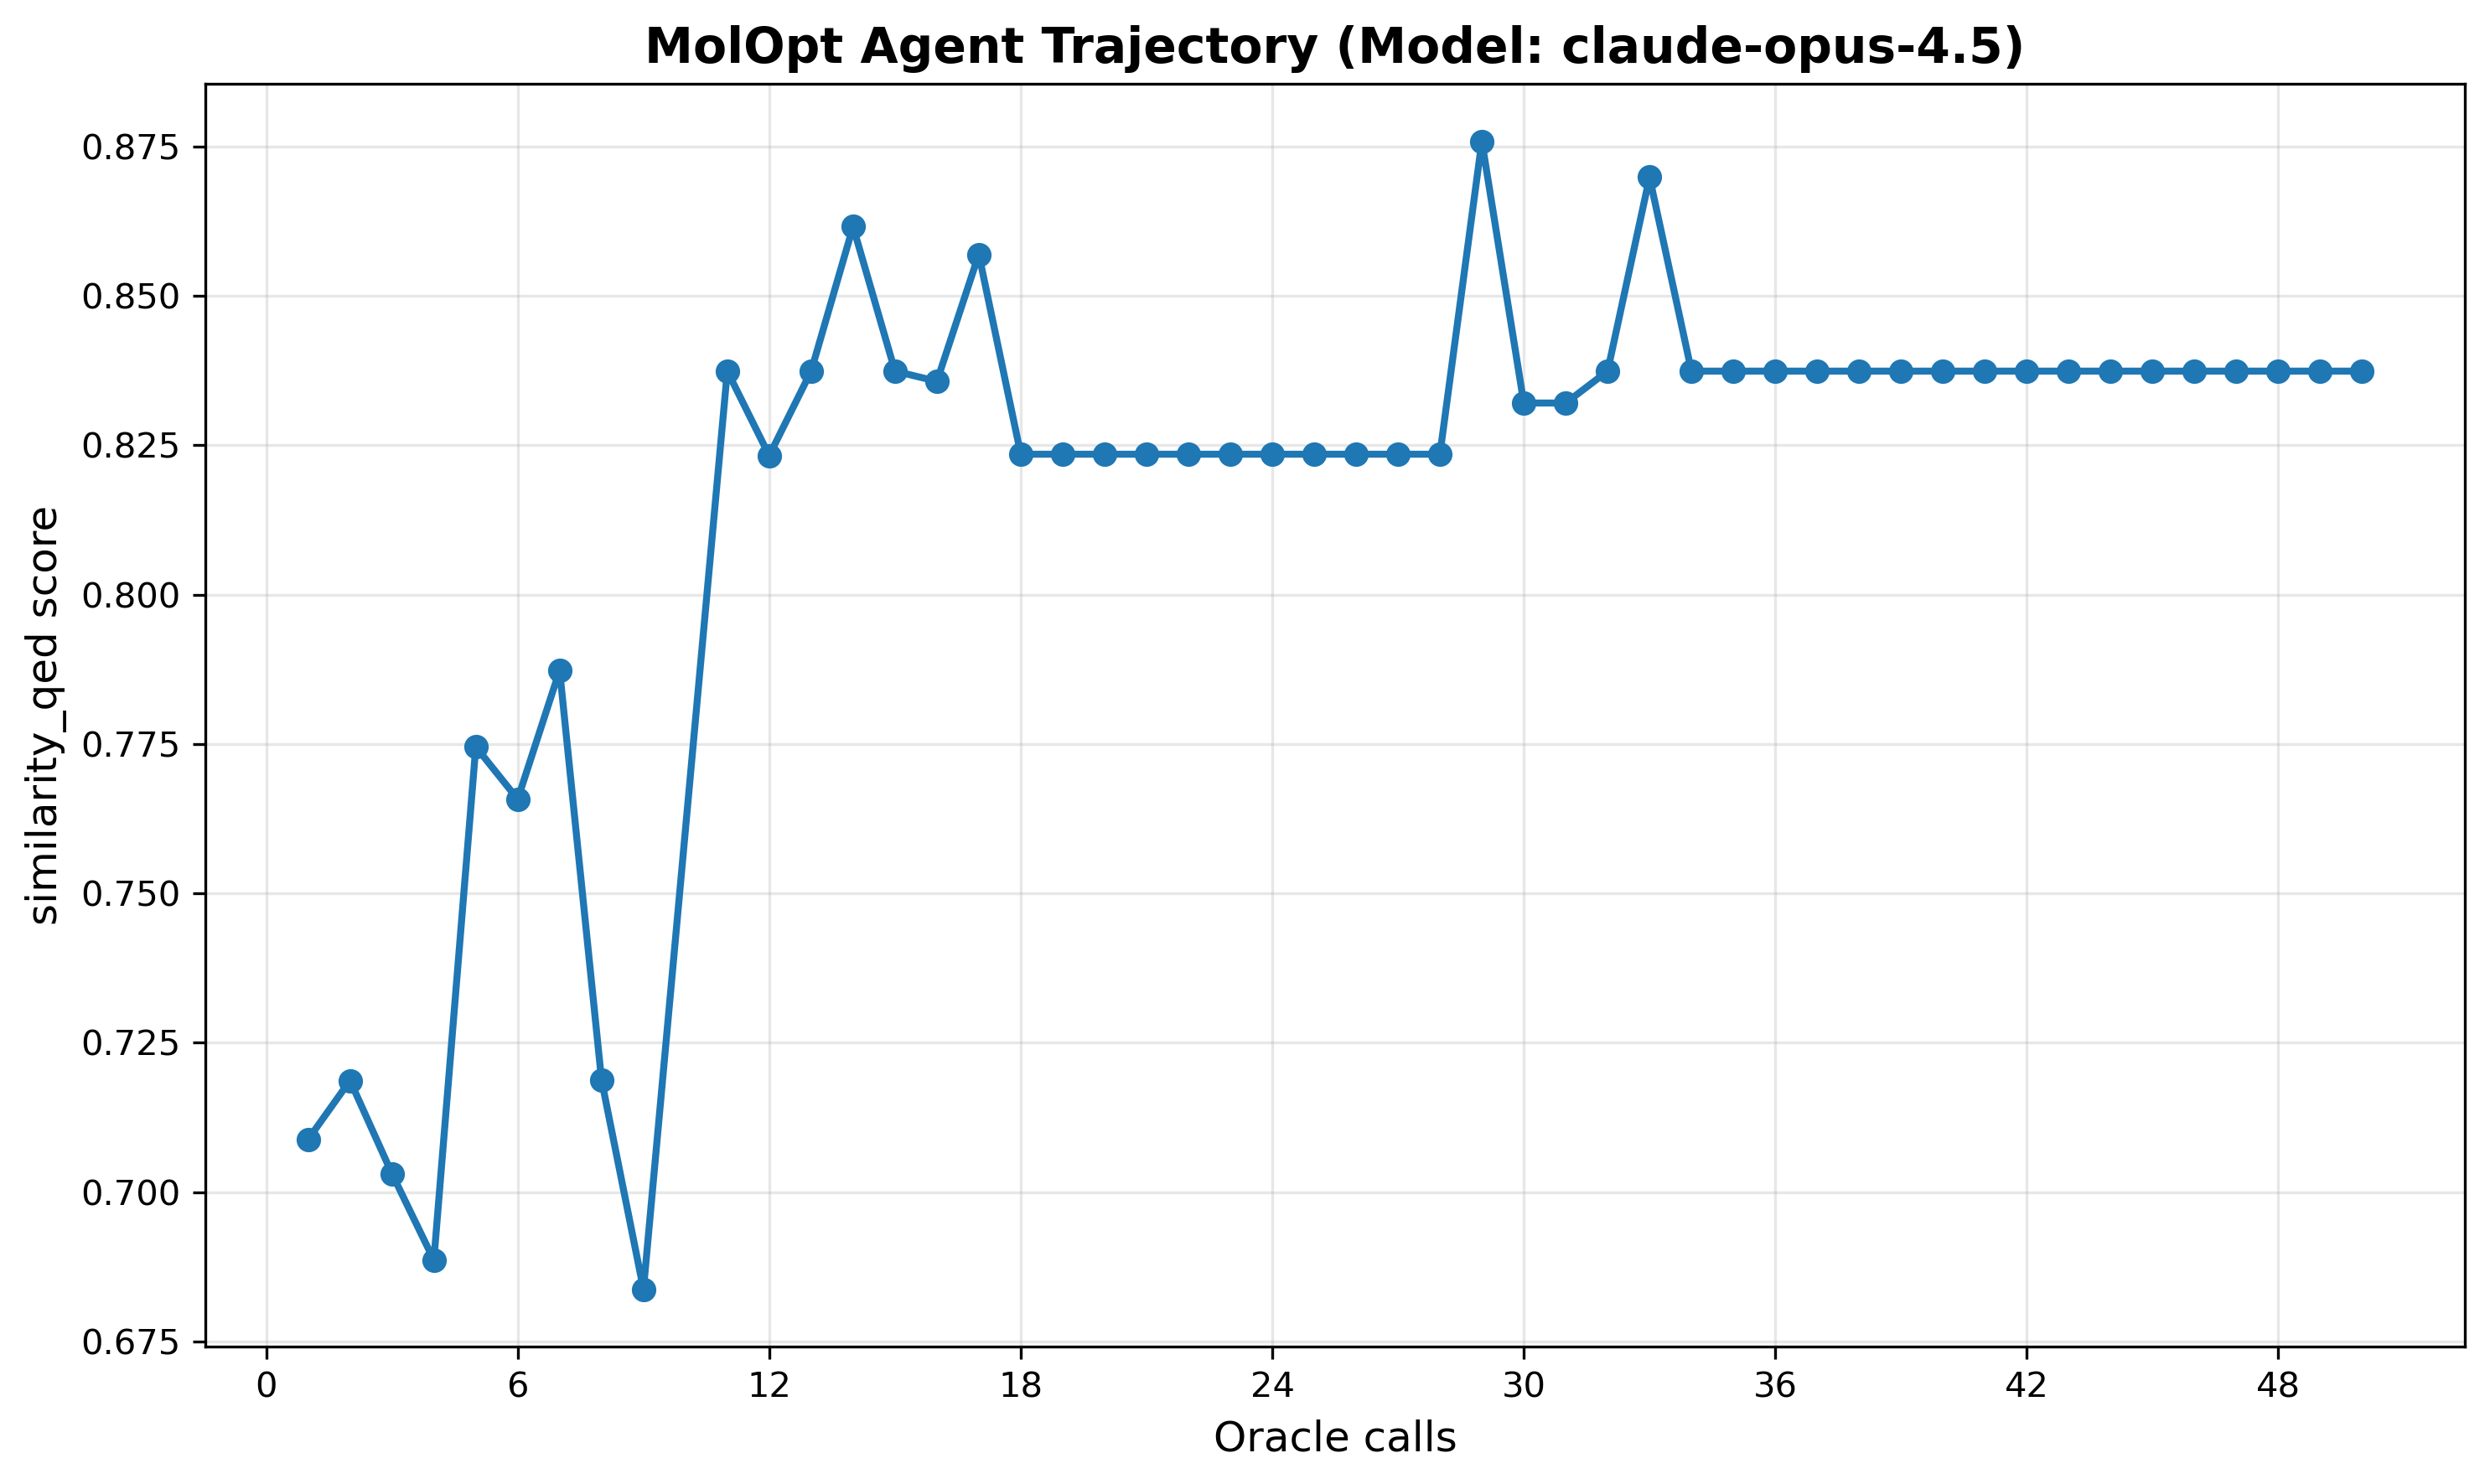 MolOpt Agent Trajectory (Model: claude-opus-4.5)
similarity_qed score
0.875
0.850
0.825
0.800
0.775
0.750
0.725
0.700
0.675
0 6 12 18 24 30 36 42 48
Oracle calls